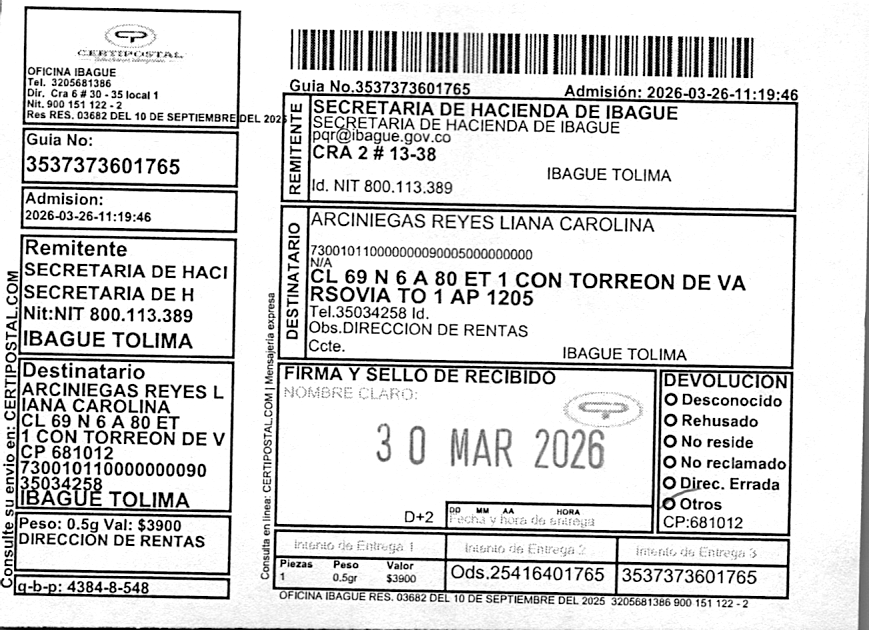 CERTIPOSTAL
OFICINA IBAGUE
Tel. 3205681386
Dir. Cra 6 # 30 - 35 local 1
Nit. 900 151 122 - 2
Res RES. 03682 DEL 10 DE SEPTIEMBRE DEL 2025
Guia No:
3537373601765
Admision:
2026-03-26-11:19:46
Remitente
SECRETARIA DE HACI
SECRETARIA DE H
Nit:NIT 800.113.389
IBAGUE TOLIMA
Destinatario
ARCINIEGAS REYES L
IANA CAROLINA
CL 69 N 6 A 80 ET
1 CON TORREON DE V
CP 681012
7300101100000000090
35034258
IBAGUE TOLIMA
Peso: 0.5g Val: $3900
DIRECCION DE RENTAS
q-b-p: 4384-8-548
Consulte su envio en: CERTIPOSTAL.COM
Guia No.3537373601765
Admisión: 2026-03-26-11:19:46
REMITENTE
SECRETARIA DE HACIENDA DE IBAGUE
SECRETARIA DE HACIENDA DE IBAGUE
pqr@ibague.gov.co
CRA 2 # 13-38
IBAGUE TOLIMA
Id. NIT 800.113.389
DESTINATARIO
ARCINIEGAS REYES LIANA CAROLINA
N/A
CL 69 N 6 A 80 ET 1 CON TORREON DE VA
RSOVIA TO 1 AP 1205
Tel.35034258 Id.
Obs.DIRECCION DE RENTAS
Ccte.
IBAGUE TOLIMA
Consulta en linea: CERTIPOSTAL.COM | Mensajería expresa
FIRMA Y SELLO DE RECIBIDO
NOMBRE CLARO:
30 MAR 2026
D+2
DD MM AA HORA
Fecha y hora de entrega
DEVOLUCION
Desconocido
Rehusado
No reside
No reclamado
Direc. Errada
Otros
CP:681012
Intento de Entrega 1
Intento de Entrega 2
Intento de Entrega 3
Piezas Peso Valor
1 0.5gr $3900
Ods.25416401765
3537373601765
OFICINA IBAGUE RES. 03682 DEL 10 DE SEPTIEMBRE DEL 2025 3205681386 900 151 122 - 2